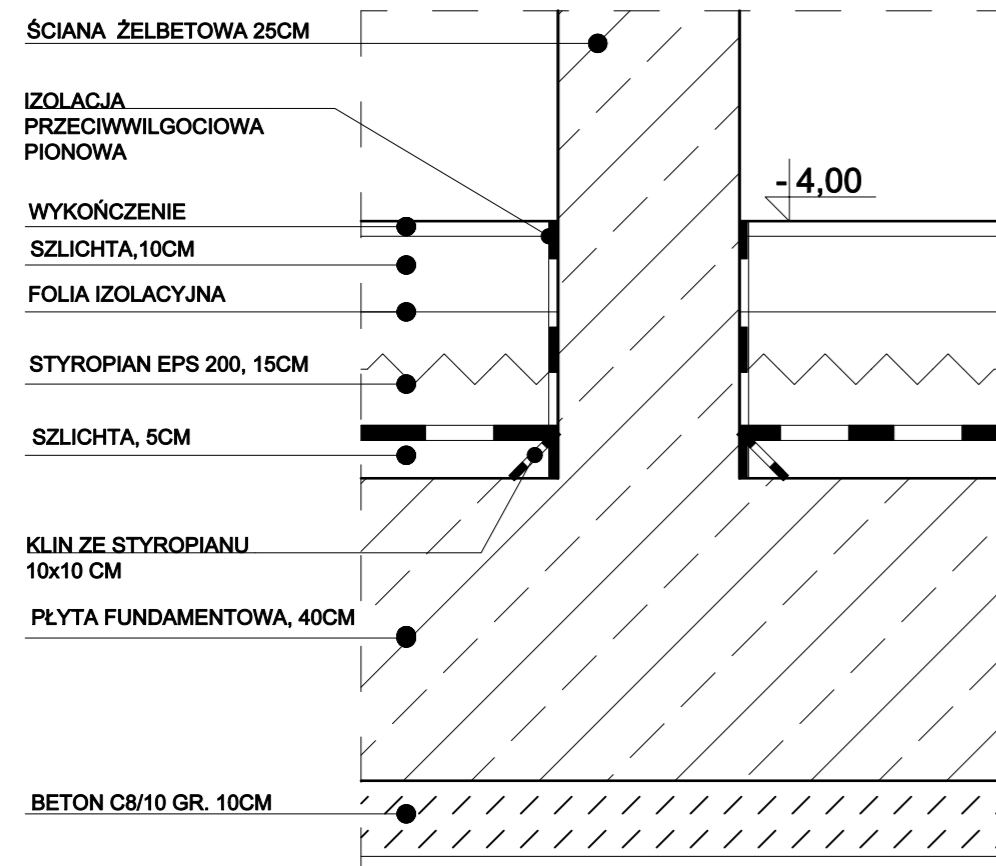 ŚCIANA ŻELBETOWA 25CM
IZOLACJA
PRZECIWWILGOCIOWA
PIONOWA
- 4,00
WYKOŃCZENIE
SZLICHTA,10CM
FOLIA IZOLACYJNA
STYROPIAN EPS 200, 15CM
SZLICHTA, 5CM
KLIN ZE STYROPIANU
10x10 CM
PŁYTA FUNDAMENTOWA, 40CM
BETON C8/10 GR. 10CM